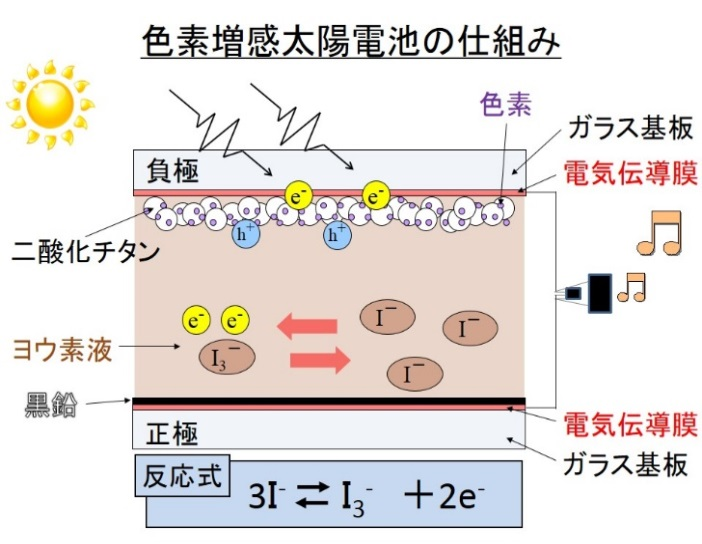 色素増感太陽電池の仕組み
色素
ガラス基板
負極
電気伝導膜
e-
e-
h+
h+
二酸化チタン
e-
e-
I-
I-
ヨウ素液
I3-
I-
黒鉛
正極
電気伝導膜
ガラス基板
反応式
3I- ⇄ I3- ＋2e-